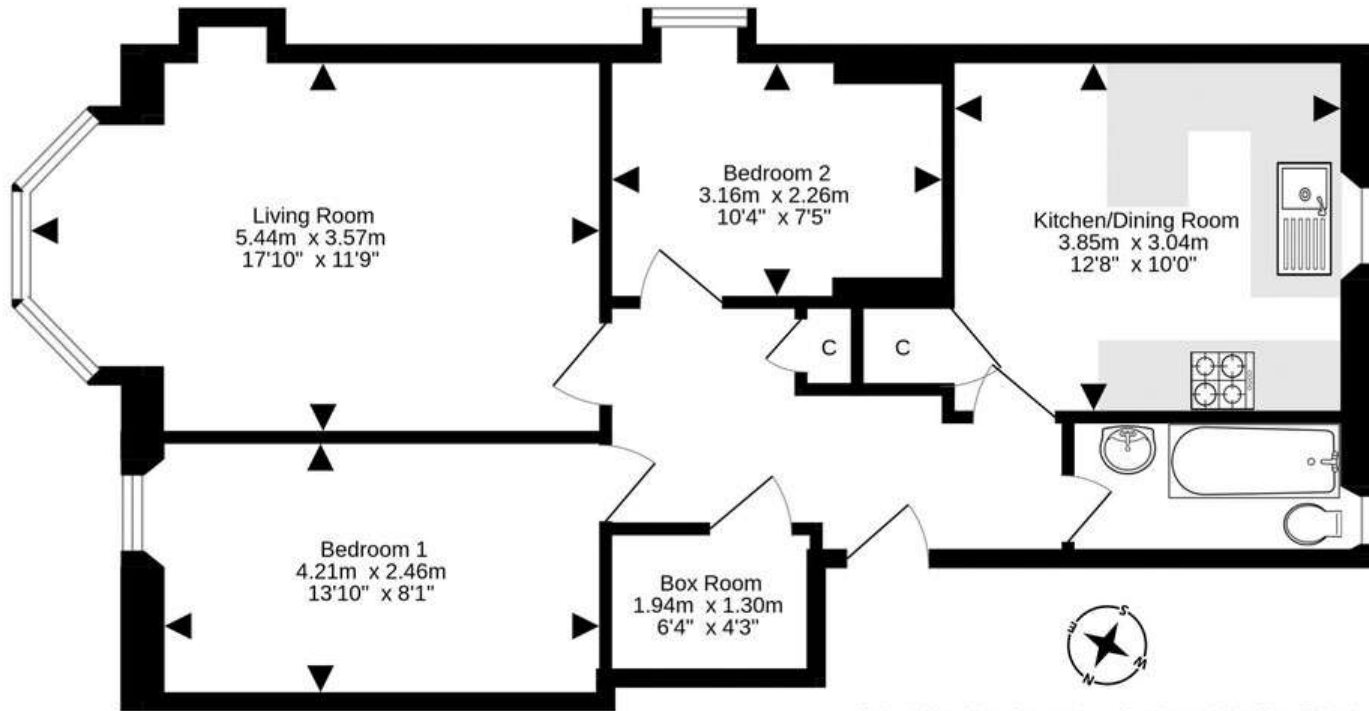 Living Room
5.44m x 3.57m
17'10" x 11'9"
Bedroom 2
3.16m x 2.26m
10'4" x 7'5"
Kitchen/Dining Room
3.85m x 3.04m
12'8" x 10'0"
C
C
Bedroom 1
4.21m x 2.46m
13'10" x 8'1"
Box Room
1.94m x 1.30m
6'4" x 4'3"
S
E
W
N